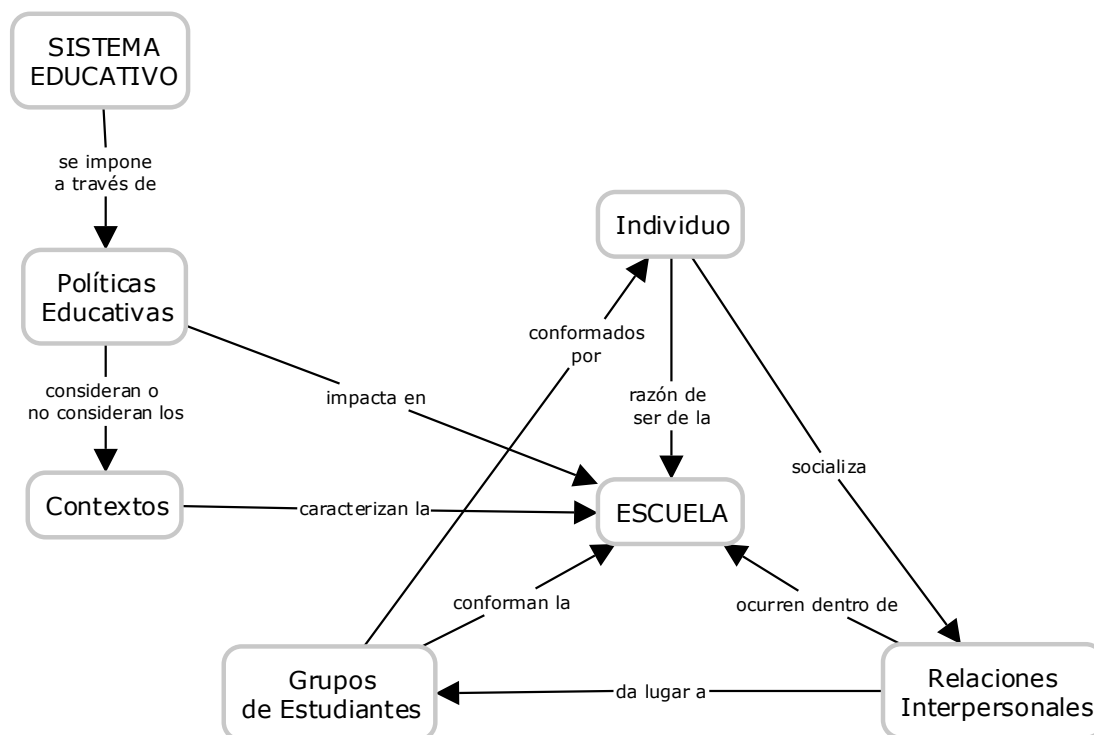 SISTEMA
EDUCATIVO
se impone
a través de
Individuo
Políticas
Educativas
conformados
por
consideran o
no consideran los
impacta en
razón de
ser de la
socializa
Contextos
caracterizan la
ESCUELA
conforman la
ocurren dentro de
Grupos
de Estudiantes
da lugar a
Relaciones
Interpersonales